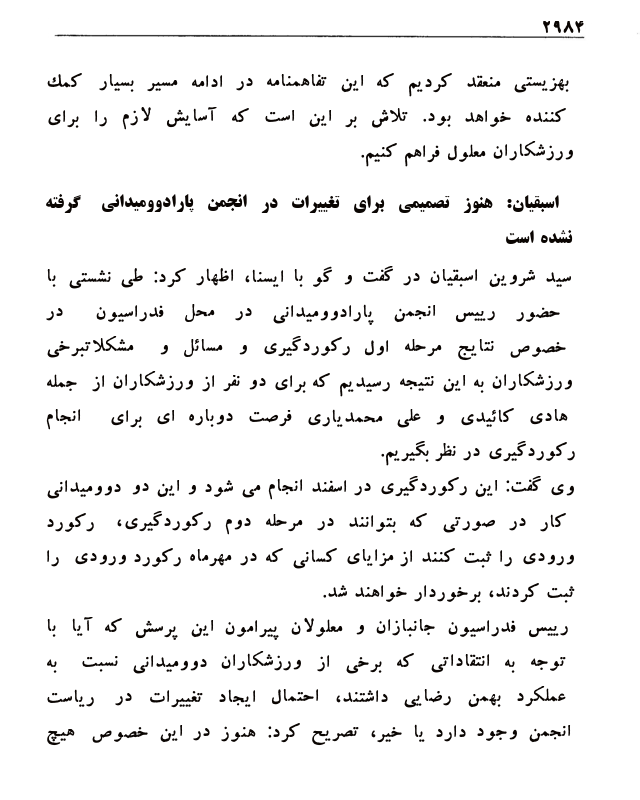 ۲۹۸۴
بهزیستی منعقد کردیم که این تفاهمنامه در ادامه مسیر بسیار کمک
کننده خواهد بود. تلاش بر این است که آسایش لازم را برای
ورزشکاران معلول فراهم کنیم.
اسبقیان: هنوز تصمیمی برای تغییرات در انجمن پارادوومیدانی گرفته
نشده است
سید شروین اسبقیان در گفت و گو با ایسنا، اظهار کرد: طی نشستی با
حضور رییس انجمن پارادوومیدانی در محل فدراسیون در
خصوص نتایج مرحله اول رکوردگیری و مسائل و مشکلاتبرخی
ورزشکاران به این نتیجه رسیدیم که برای دو نفر از ورزشکاران از جمله
هادی کائیدی و علی محمدیاری فرصت دوباره ای برای انجام
رکوردگیری در نظر بگیریم.
وی گفت: این رکوردگیری در اسفند انجام می شود و این دو دوومیدانی
کار در صورتی که بتوانند در مرحله دوم رکوردگیری، رکورد
ورودی را ثبت کنند از مزایای کسانی که در مهرماه رکورد ورودی را
ثبت کردند، برخوردار خواهند شد.
رییس فدراسیون جانبازان و معلولان پیرامون این پرسش که آیا با
توجه به انتقاداتی که برخی از ورزشکاران دوومیدانی نسبت به
عملکرد بهمن رضایی داشتند، احتمال ایجاد تغییرات در ریاست
انجمن وجود دارد یا خیر، تصریح کرد: هنوز در این خصوص هیچ